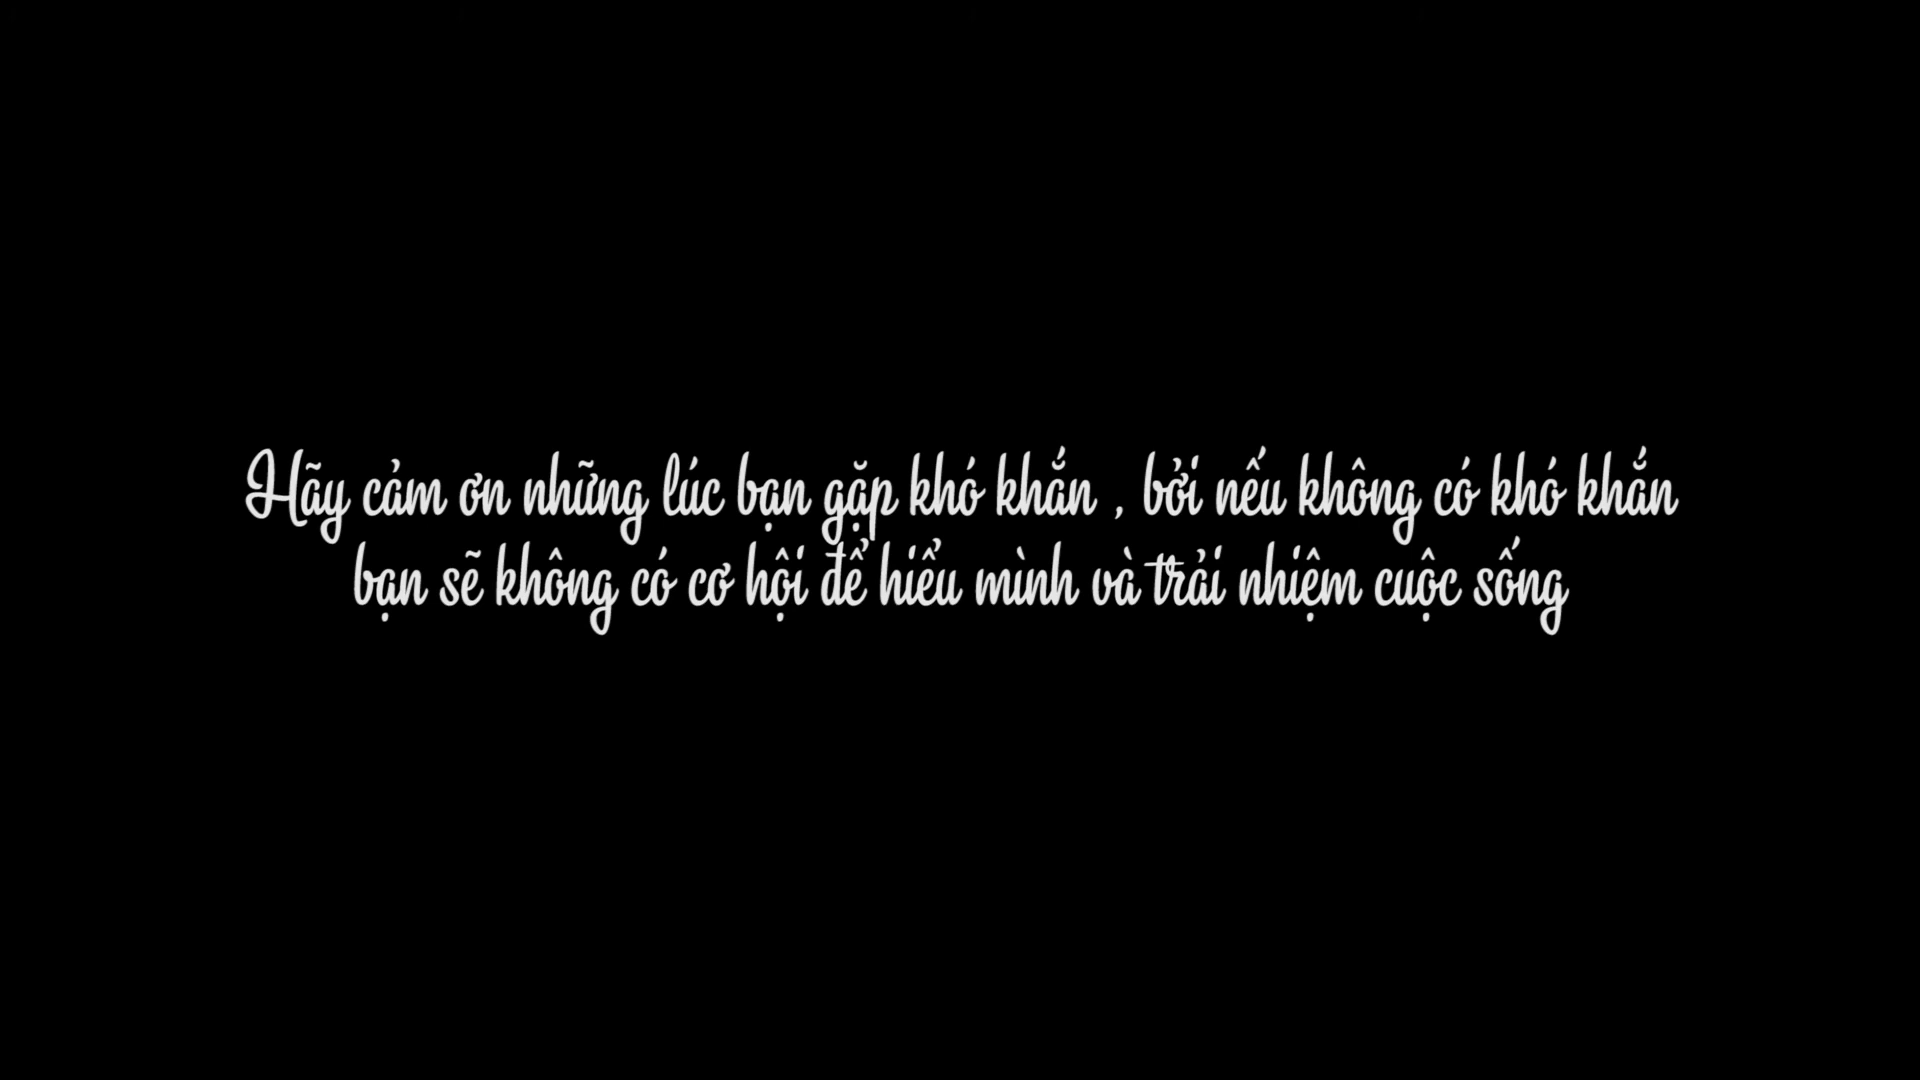 Hãy cảm ơn những lúc bạn gặp khó khắn , bởi nếu không có khó khắn
bạn sẽ không có cơ hội để hiểu mình và trải nhiệm cuộc sống